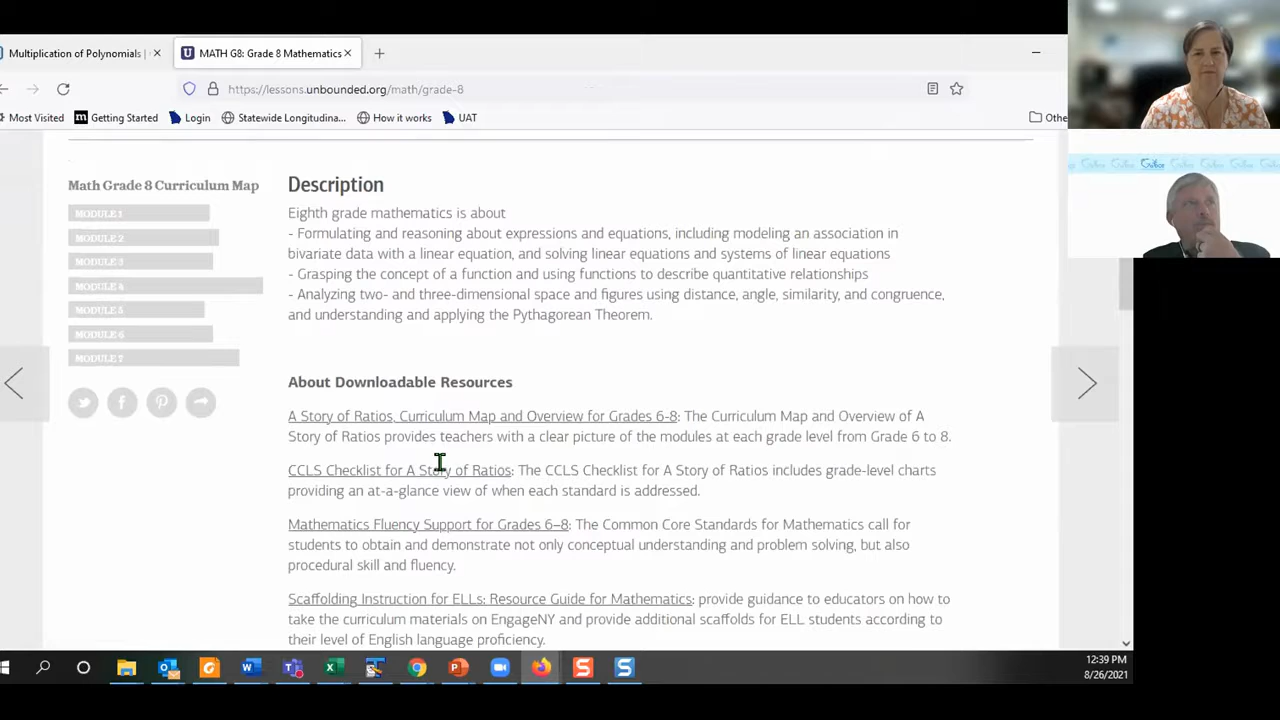 Multiplication of Polynomials |
MATH G8: Grade 8 Mathematics
https://lessons.unbounded.org/math/grade-8
Most Visited
Getting Started
Login
Statewide Longitudina...
How it works
UAT
Othe
Math Grade 8 Curriculum Map
MODULE 1
MODULE 2
MODULE 3
MODULE 4
MODULE 5
MODULE 6
MODULE 7
Description
Eighth grade mathematics is about
- Formulating and reasoning about expressions and equations, including modeling an association in
bivariate data with a linear equation, and solving linear equations and systems of linear equations
- Grasping the concept of a function and using functions to describe quantitative relationships
- Analyzing two- and three-dimensional space and figures using distance, angle, similarity, and congruence,
and understanding and applying the Pythagorean Theorem.
About Downloadable Resources
A Story of Ratios, Curriculum Map and Overview for Grades 6-8: The Curriculum Map and Overview of A
Story of Ratios provides teachers with a clear picture of the modules at each grade level from Grade 6 to 8.
CCLS Checklist for A Story of Ratios: The CCLS Checklist for A Story of Ratios includes grade-level charts
providing an at-a-glance view of when each standard is addressed.
Mathematics Fluency Support for Grades 6–8: The Common Core Standards for Mathematics call for
students to obtain and demonstrate not only conceptual understanding and problem solving, but also
procedural skill and fluency.
Scaffolding Instruction for ELLs: Resource Guide for Mathematics: provide guidance to educators on how to
take the curriculum materials on EngageNY and provide additional scaffolds for ELL students according to
their level of English language proficiency.
12:39 PM
8/26/2021